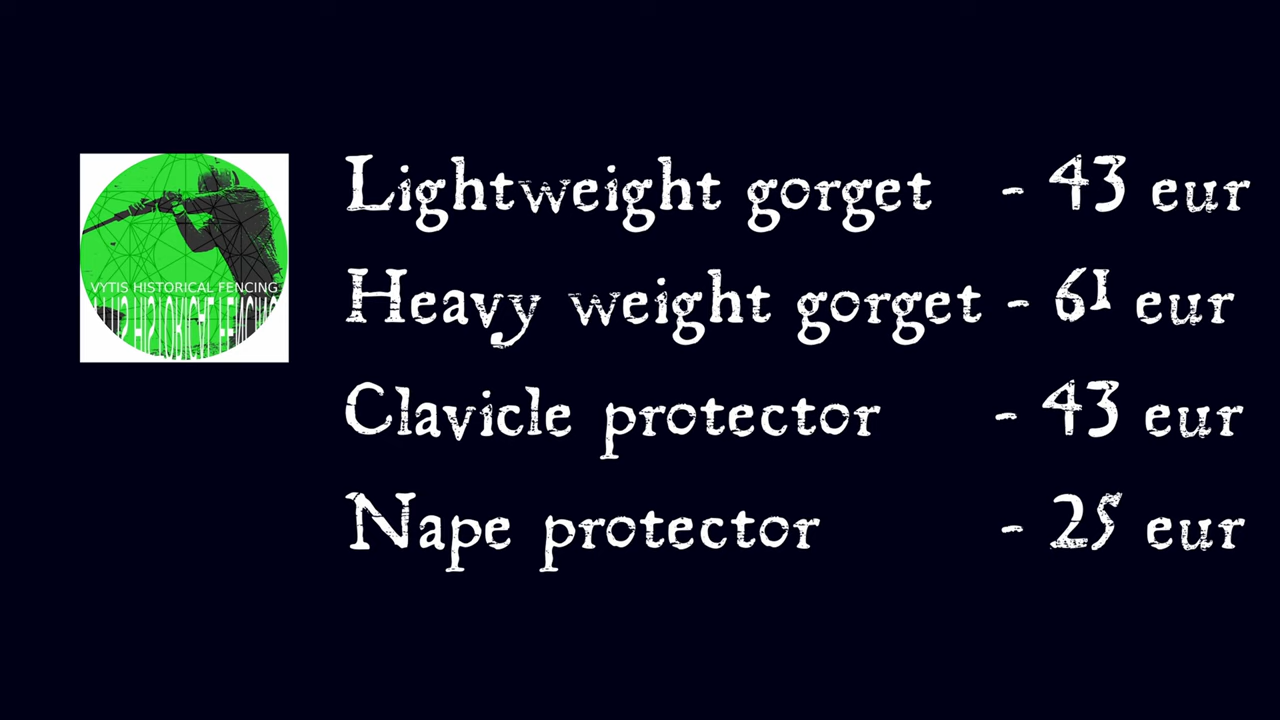 VYTIS HISTORICAL FENCING
Lightweight gorget - 43 eur
Heavy weight gorget - 61 eur
Clavicle protector - 43 eur
Nape protector - 25 eur